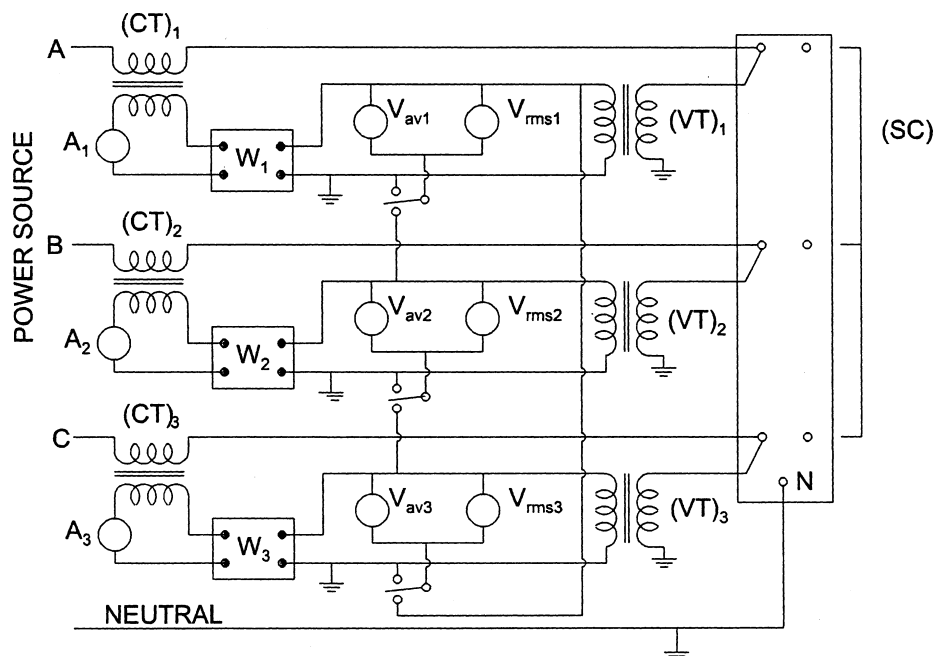 (CT)1
A
A1
W1
Vav1
Vrms1
(VT)1
(SC)
POWER SOURCE
(CT)2
B
A2
W2
Vav2
Vrms2
(VT)2
(CT)3
C
A3
W3
Vav3
Vrms3
(VT)3
N
NEUTRAL